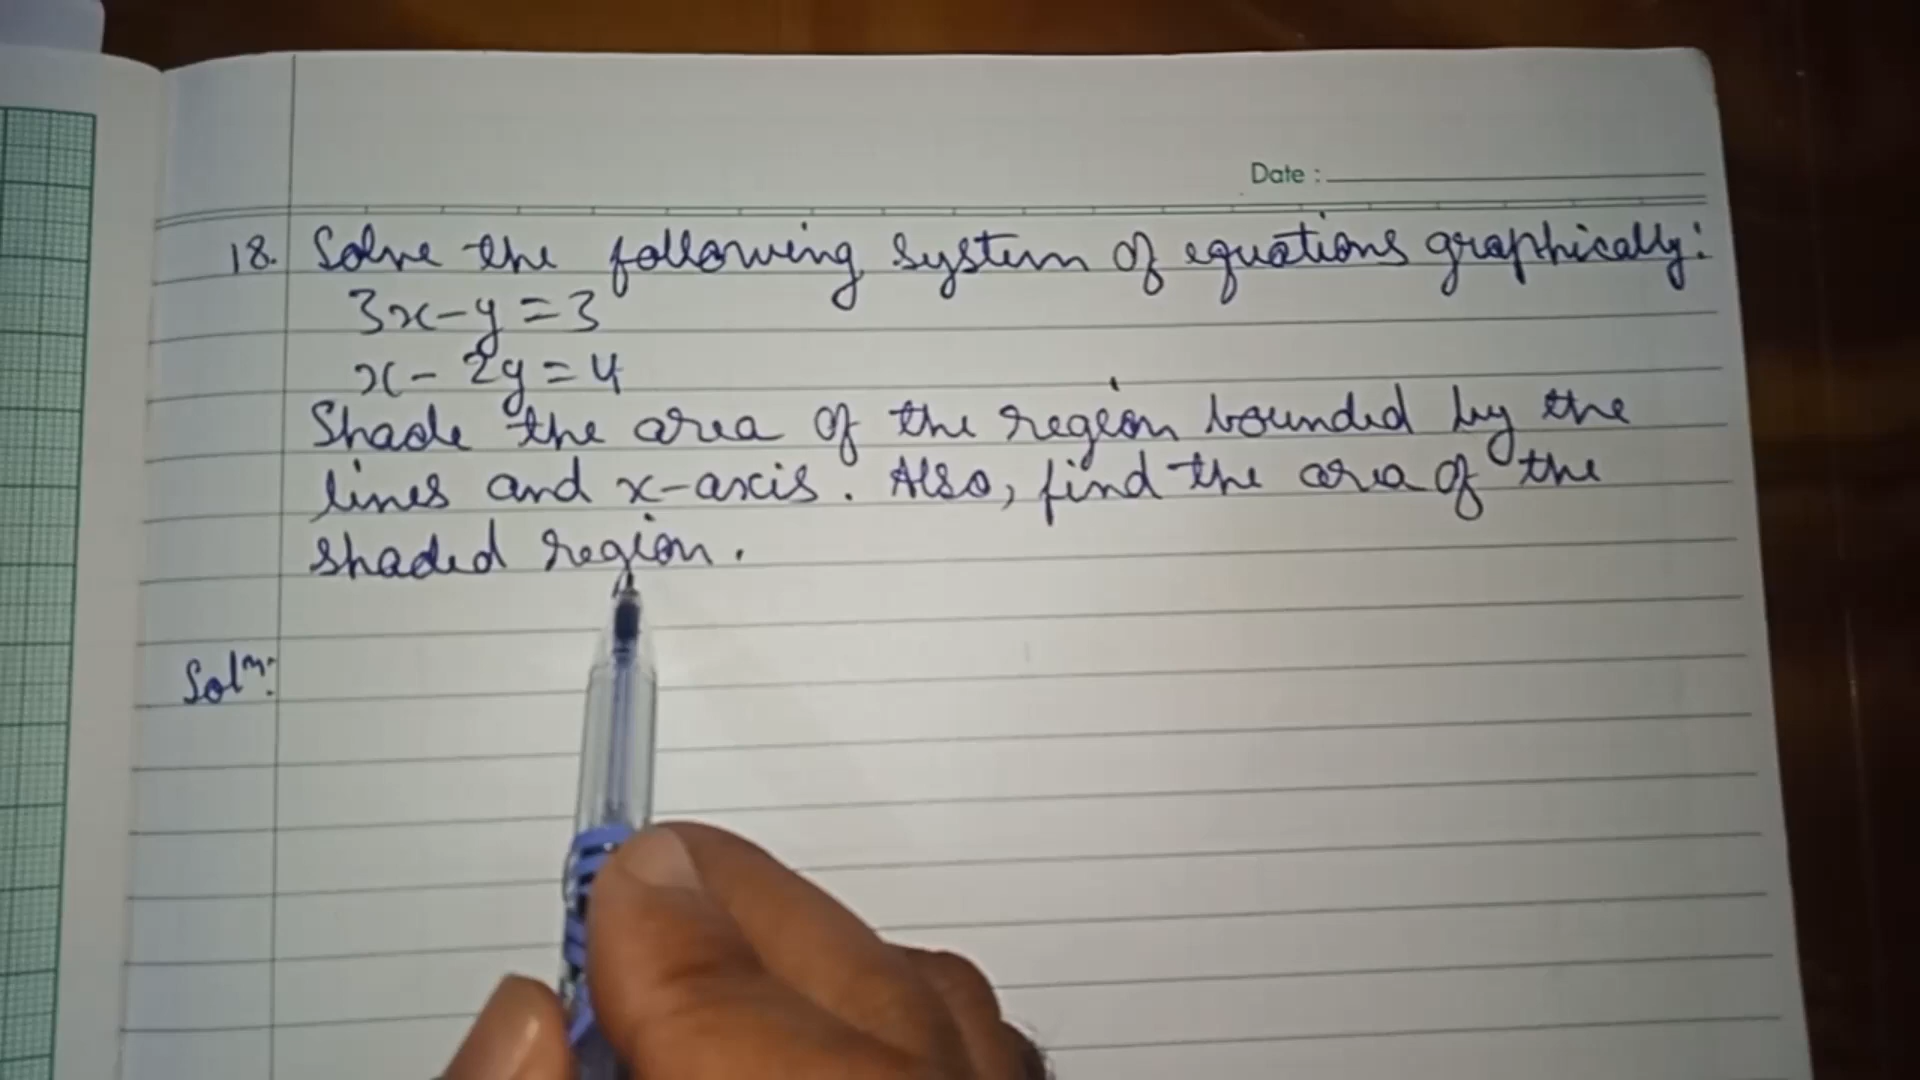 Date :
18. Solve the following system of equations graphically:
3x-y=3
x-2y=4
Shade the area of the region bounded by the
lines and x-axis. Also, find the area of the
shaded region.
Solⁿ: